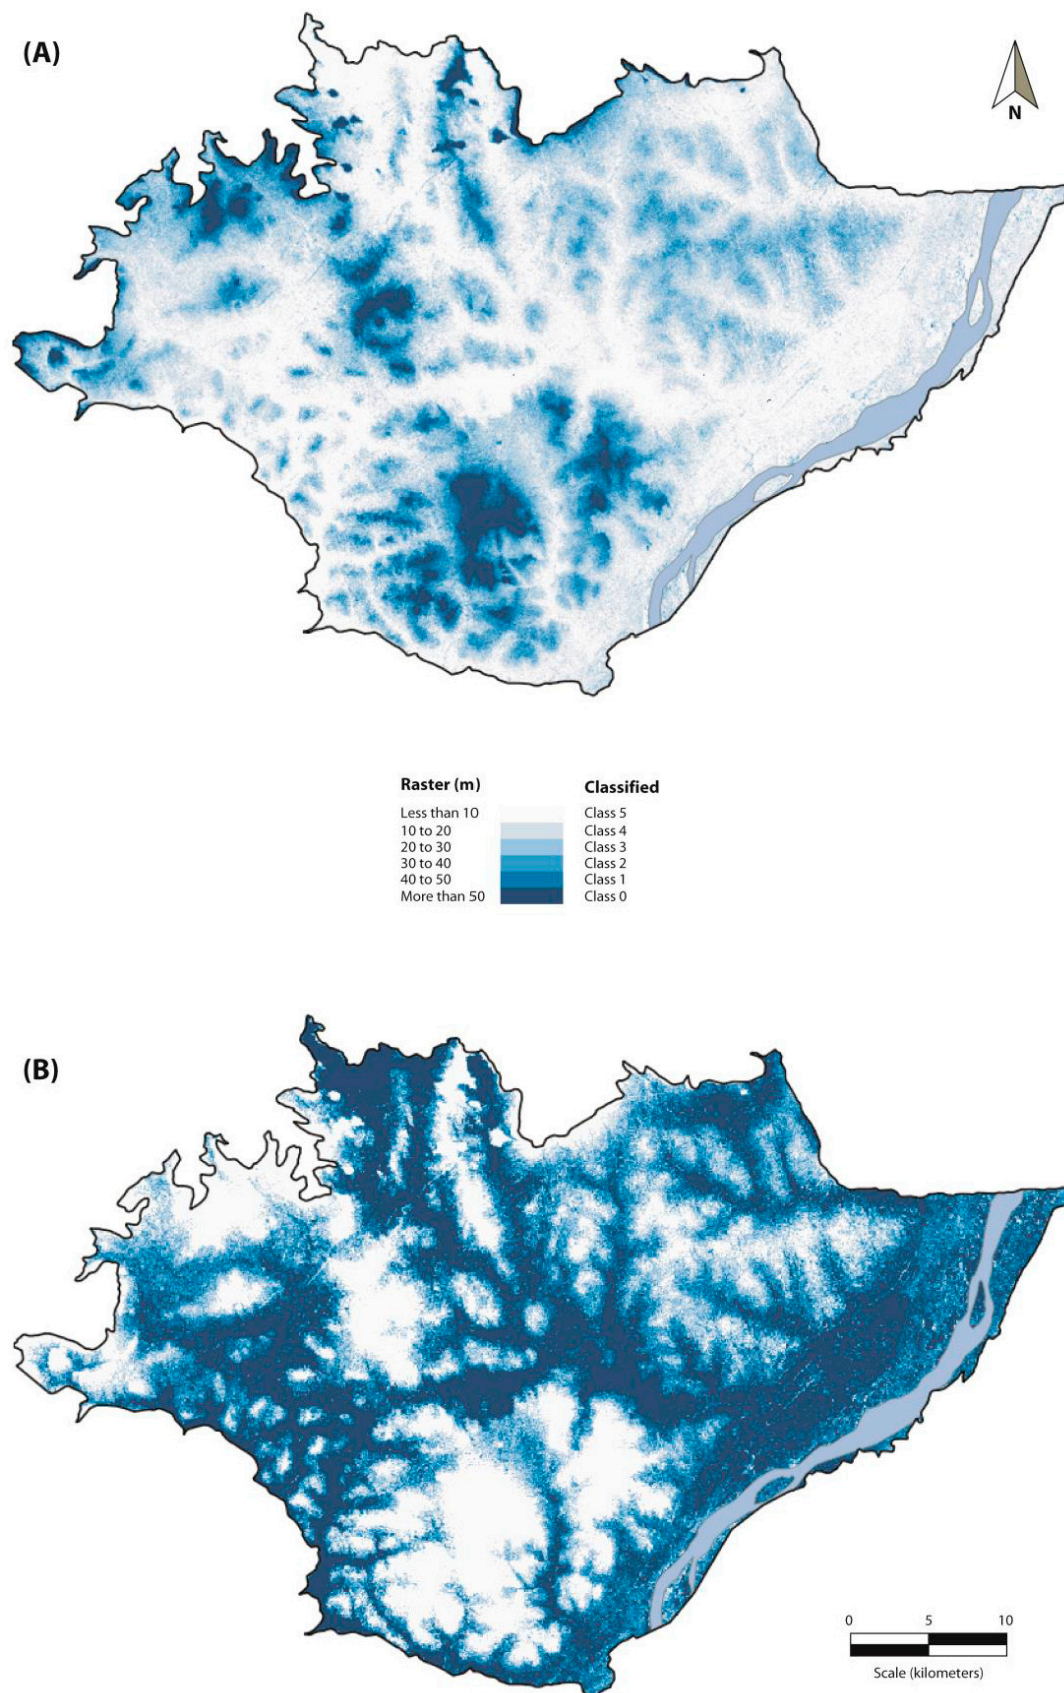 (A)
N
Raster (m) Classified
Less than 10 Class 5
10 to 20 Class 4
20 to 30 Class 3
30 to 40 Class 2
40 to 50 Class 1
More than 50 Class 0
(B)
0 5 10
Scale (kilometers)